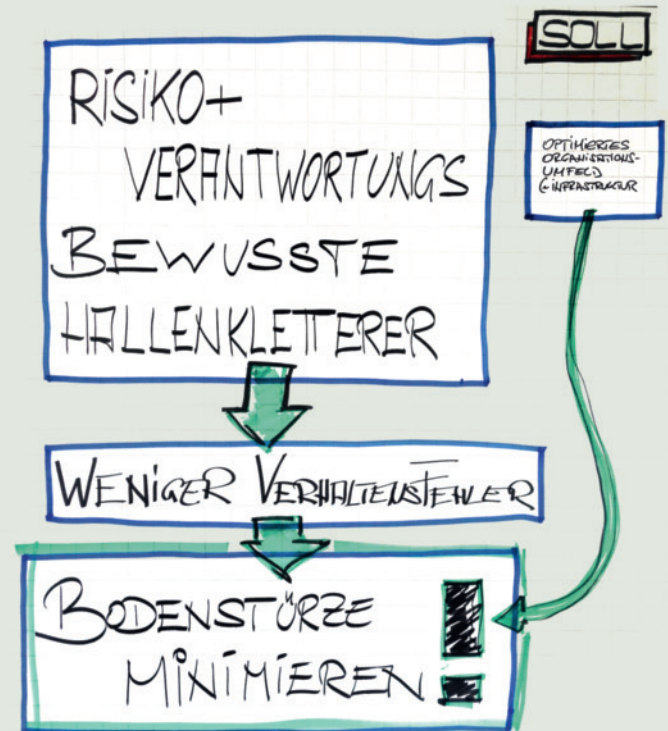 SOLL
RiSiKO+
VERANTWORTUNGS
BEWUSSTE
HALLENKLETTERER
OPTIMIERTES
ORGANISATIONS-
UMFELD
(-INFRASTRUKTUR
WENiGER VERHALTENSFEHLER
BODENSTÜRZE
MiNiMiEREN!